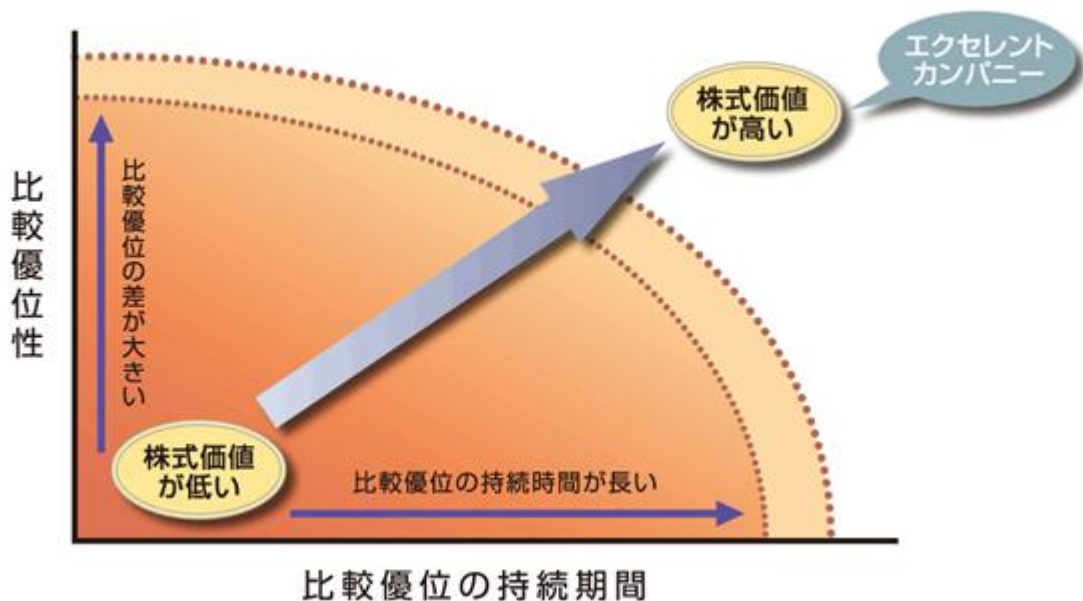 エクセレント
カンパニー
株式価値
が高い
比較優位性
比較優位の差が大きい
株式価値
が低い
比較優位の持続時間が長い
比較優位の持続期間